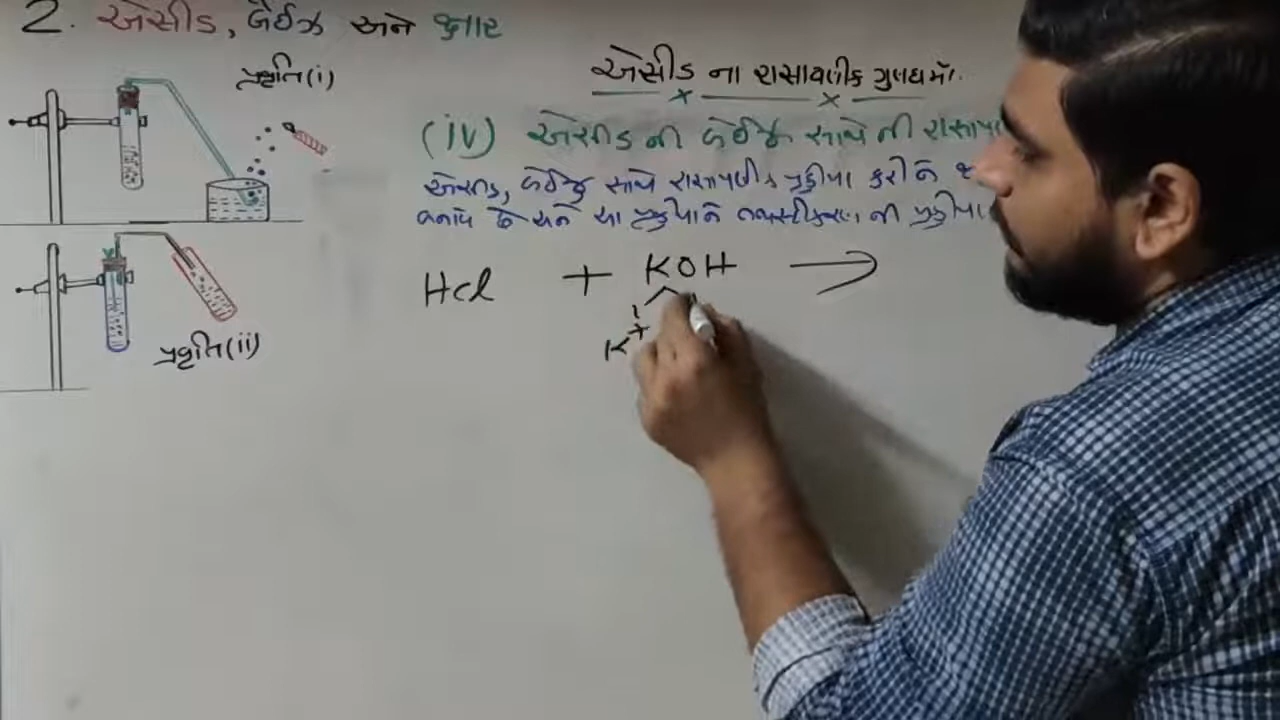 2. એસીડ, બેઈઝ અને ક્ષાર
પ્રવૃતિ(i)
એસીડ ના રાસાયણીક ગુણધર્મો.
(iv) એસીડ ની બેઈઝ સાથે ની
એસીડ, બેઈઝ સાથે રાસાયણીક પ્રક્રીયા કરીને
બનાવે છે અને આ પ્રક્રીયાને તટસ્થીકરણ ની પ્રક્રીયા
HCl + KOH →
K+
પ્રવૃતિ(ii)